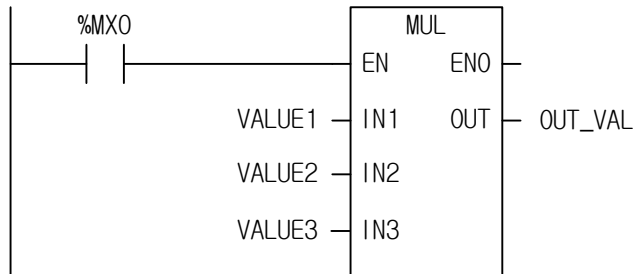 %MX0 MUL
EN ENO
VALUE1 IN1 OUT OUT_VAL
VALUE2 IN2
VALUE3 IN3